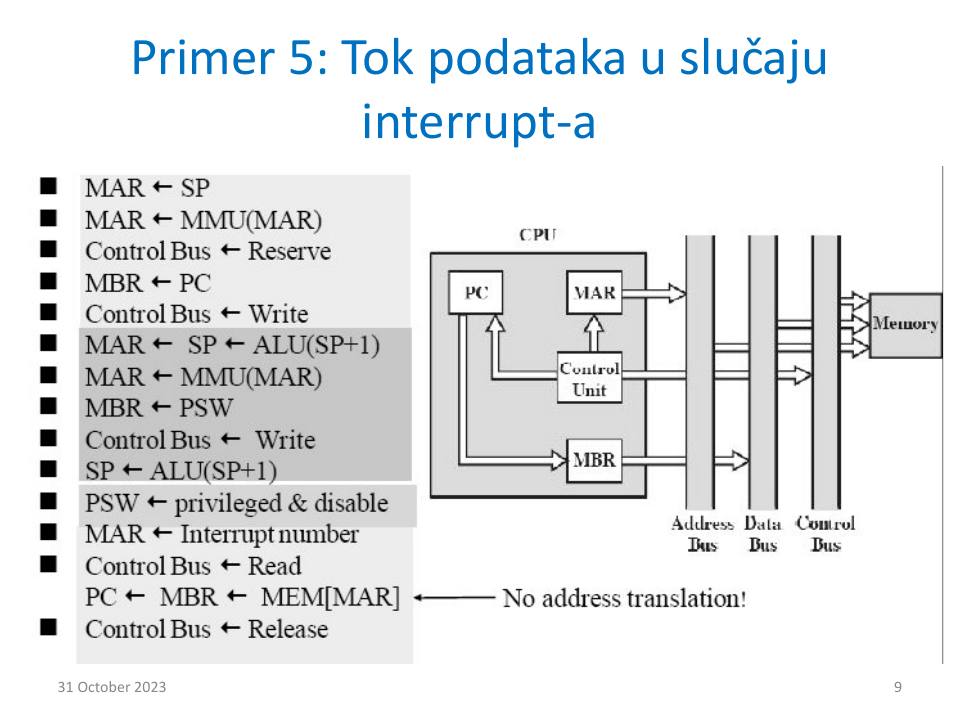 Primer 5: Tok podataka u slučaju
interrupt-a
■ MAR ← SP
■ MAR ← MMU(MAR)
■ Control Bus ← Reserve
■ MBR ← PC
■ Control Bus ← Write
■ MAR ← SP ← ALU(SP+1)
■ MAR ← MMU(MAR)
■ MBR ← PSW
■ Control Bus ← Write
■ SP ← ALU(SP+1)
■ PSW ← privileged & disable
■ MAR ← Interrupt number
■ Control Bus ← Read
PC ← MBR ← MEM[MAR]
No address translation!
■ Control Bus ← Release
CPU
PC
MAR
Memory
Control
Unit
MBR
Address
Bus
Data
Bus
Control
Bus
31 October 2023
9